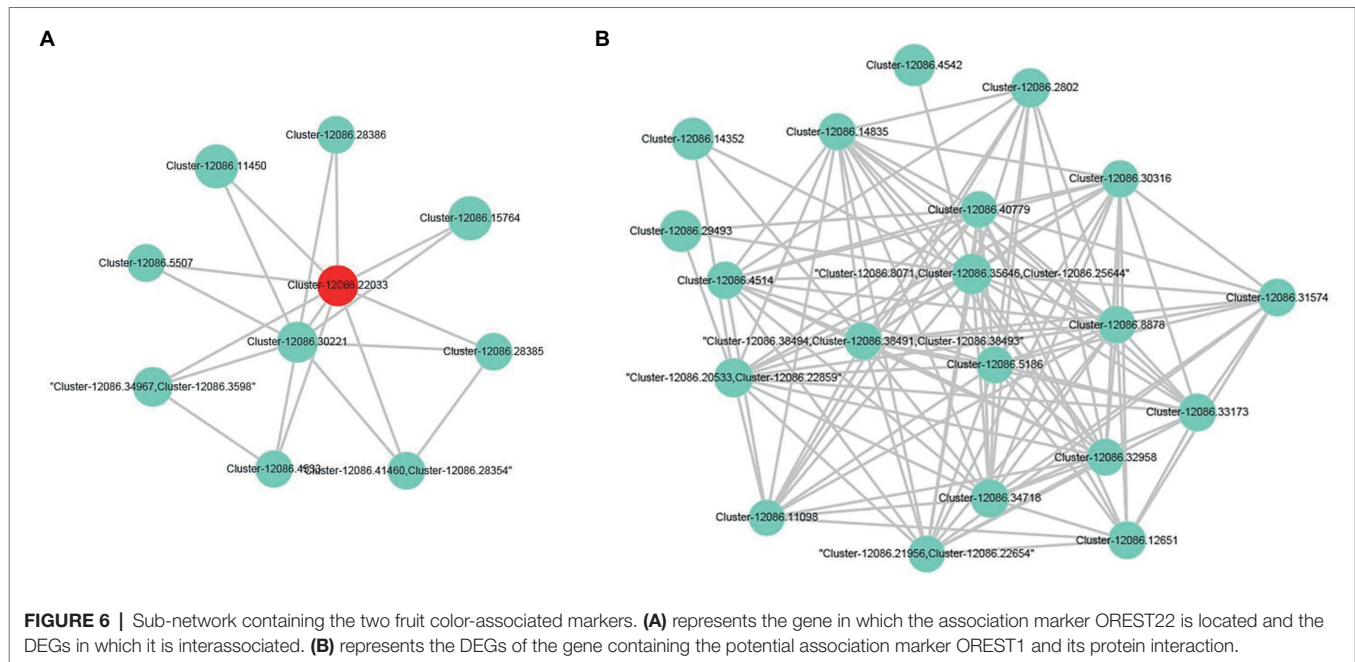 A
B
Cluster-12086.28386
Cluster-12086.11450
Cluster-12086.15764
Cluster-12086.5507
Cluster-12086.22033
Cluster-12086.30221
Cluster-12086.28385
"Cluster-12086.34967,Cluster-12086.3598"
"Cluster-12086.41460,Cluster-12086.28354"
Cluster-12086.4542
Cluster-12086.2802
Cluster-12086.14352
Cluster-12086.14835
Cluster-12086.30316
Cluster-12086.40779
Cluster-12086.29493
Cluster-12086.4514
"Cluster-12086.8071,Cluster-12086.35646,Cluster-12086.25644"
Cluster-12086.31574
Cluster-12086.8878
"Cluster-12086.38494,Cluster-12086.38491,Cluster-12086.38493"
Cluster-12086.5186
"Cluster-12086.20533,Cluster-12086.22859"
Cluster-12086.33173
Cluster-12086.32958
Cluster-12086.34718
Cluster-12086.11098
Cluster-12086.12651
"Cluster-12086.21956,Cluster-12086.22654"
FIGURE 6 | Sub-network containing the two fruit color-associated markers. (A) represents the gene in which the association marker OREST22 is located and the
DEGs in which it is interassociated. (B) represents the DEGs of the gene containing the potential association marker OREST1 and its protein interaction.